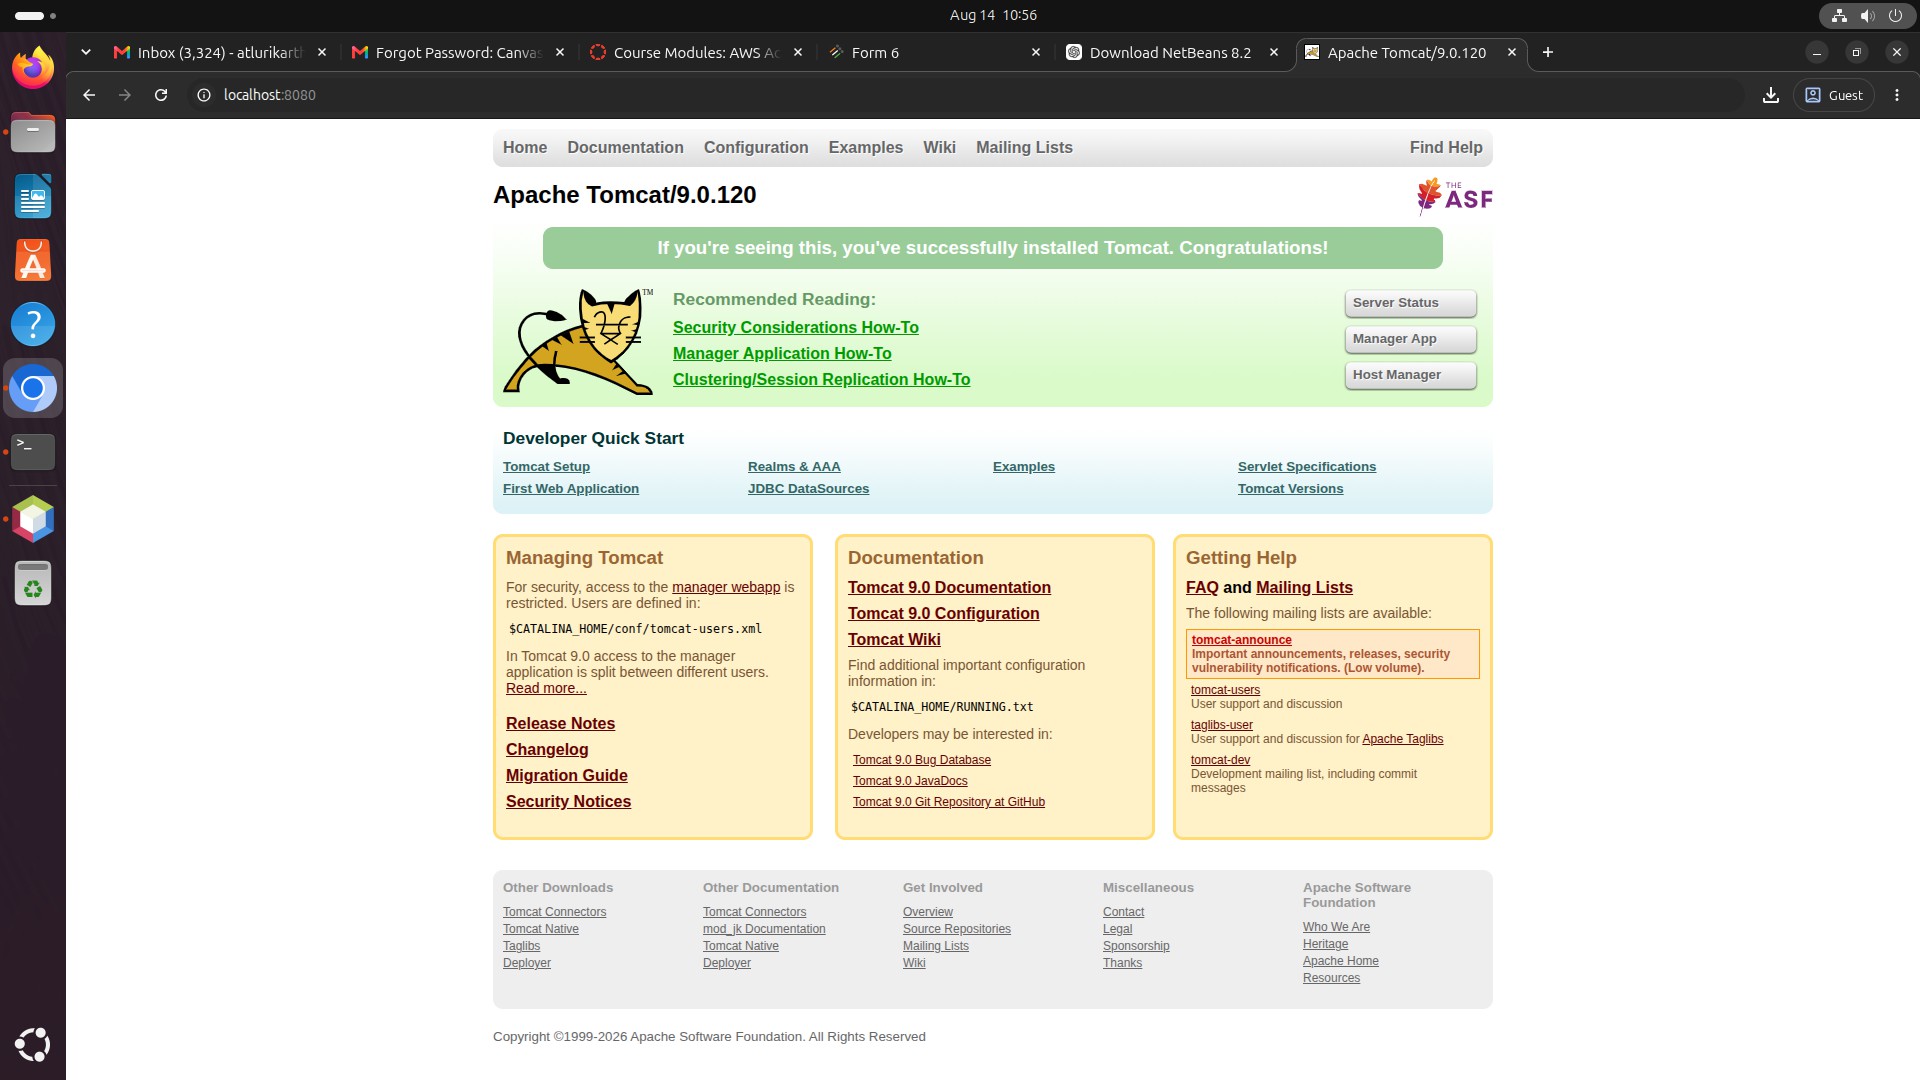 Aug 14 10:56
Inbox (3,324) - atlurikarth
Forgot Password: Canvas
Course Modules: AWS Ac
Form 6
Download NetBeans 8.2
Apache Tomcat/9.0.120
localhost:8080
Guest
Home
Documentation
Configuration
Examples
Wiki
Mailing Lists
Find Help
Apache Tomcat/9.0.120
THE
ASF
If you're seeing this, you've successfully installed Tomcat. Congratulations!
TM
Recommended Reading:
Security Considerations How-To
Manager Application How-To
Clustering/Session Replication How-To
Server Status
Manager App
Host Manager
Developer Quick Start
Tomcat Setup
First Web Application
Realms & AAA
JDBC DataSources
Examples
Servlet Specifications
Tomcat Versions
Managing Tomcat
For security, access to the manager webapp is
restricted. Users are defined in:
$CATALINA_HOME/conf/tomcat-users.xml
In Tomcat 9.0 access to the manager
application is split between different users.
Read more...
Release Notes
Changelog
Migration Guide
Security Notices
Documentation
Tomcat 9.0 Documentation
Tomcat 9.0 Configuration
Tomcat Wiki
Find additional important configuration
information in:
$CATALINA_HOME/RUNNING.txt
Developers may be interested in:
Tomcat 9.0 Bug Database
Tomcat 9.0 JavaDocs
Tomcat 9.0 Git Repository at GitHub
Getting Help
FAQ and Mailing Lists
The following mailing lists are available:
tomcat-announce
Important announcements, releases, security
vulnerability notifications. (Low volume).
tomcat-users
User support and discussion
taglibs-user
User support and discussion for Apache Taglibs
tomcat-dev
Development mailing list, including commit
messages
Other Downloads
Tomcat Connectors
Tomcat Native
Taglibs
Deployer
Other Documentation
Tomcat Connectors
mod_jk Documentation
Tomcat Native
Deployer
Get Involved
Overview
Source Repositories
Mailing Lists
Wiki
Miscellaneous
Contact
Legal
Sponsorship
Thanks
Apache Software
Foundation
Who We Are
Heritage
Apache Home
Resources
Copyright ©1999-2026 Apache Software Foundation. All Rights Reserved